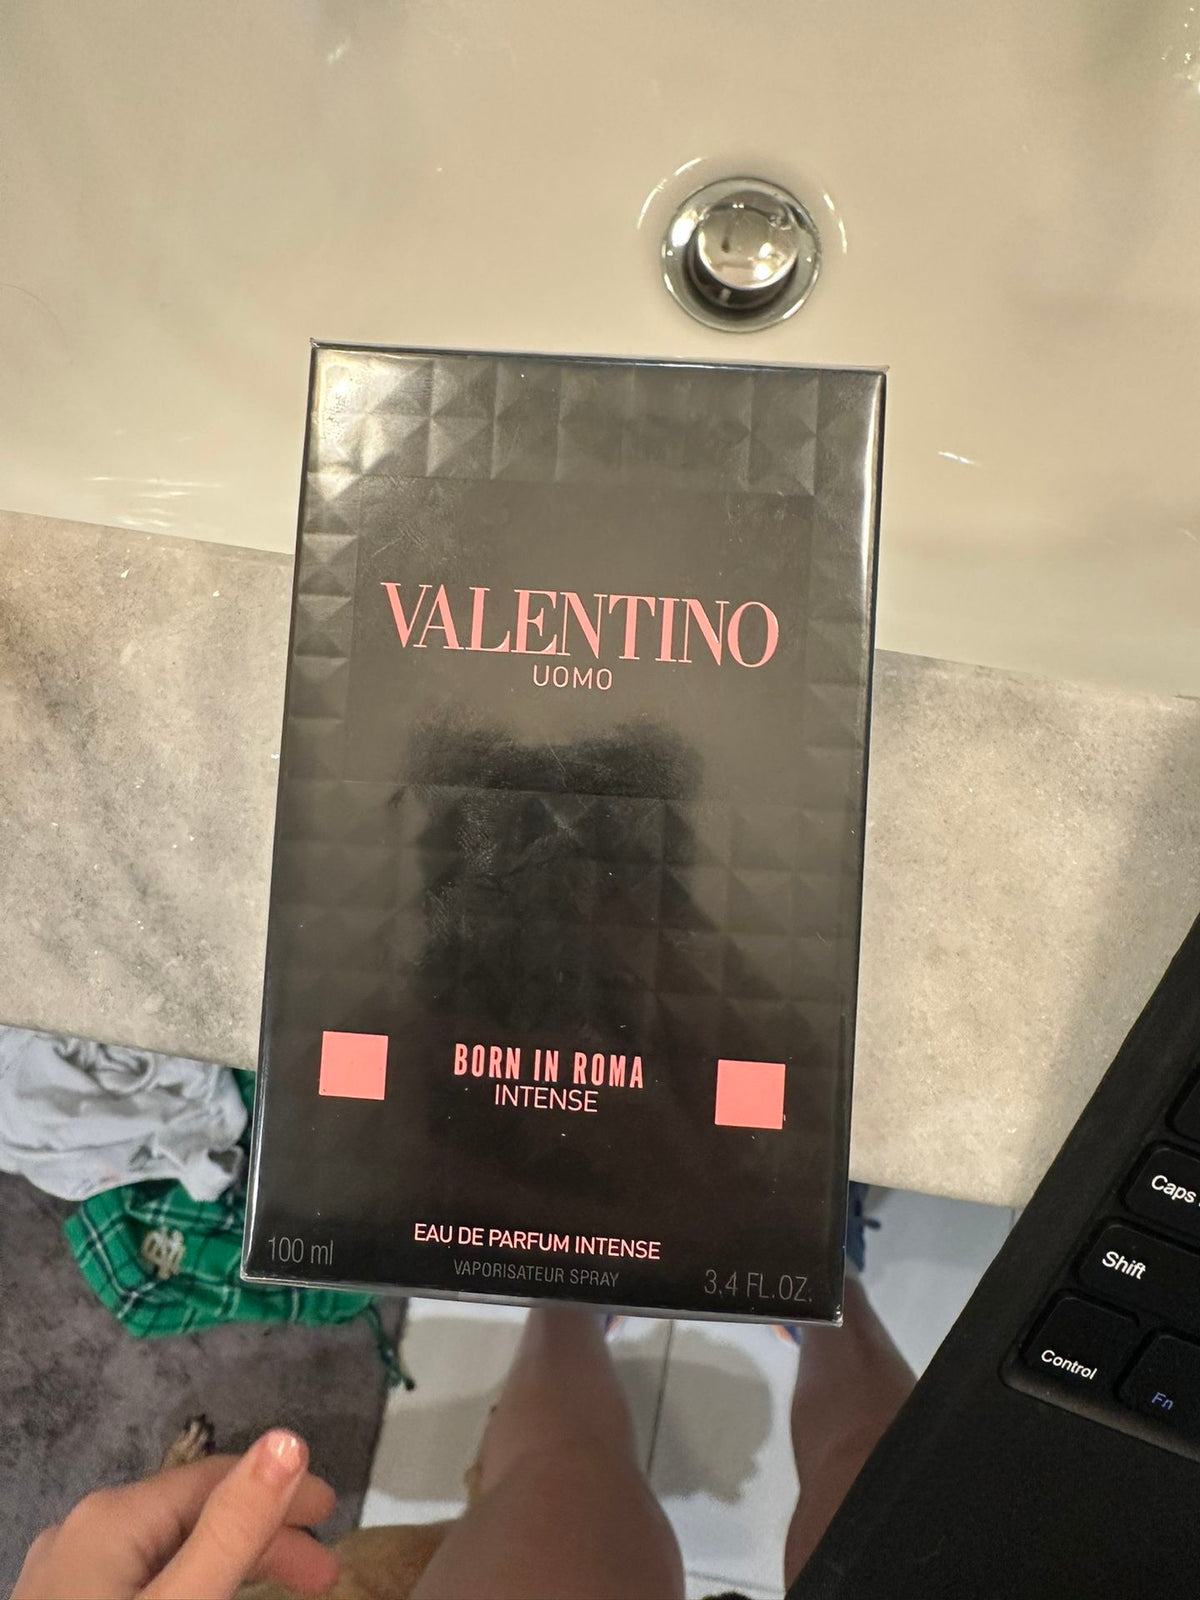 VALENTINO
UOMO
BORN IN ROMA
INTENSE
EAU DE PARFUM INTENSE
VAPORISATEUR SPRAY
100 ml
3,4 FL.OZ.
Caps
Shift
Control
Fn